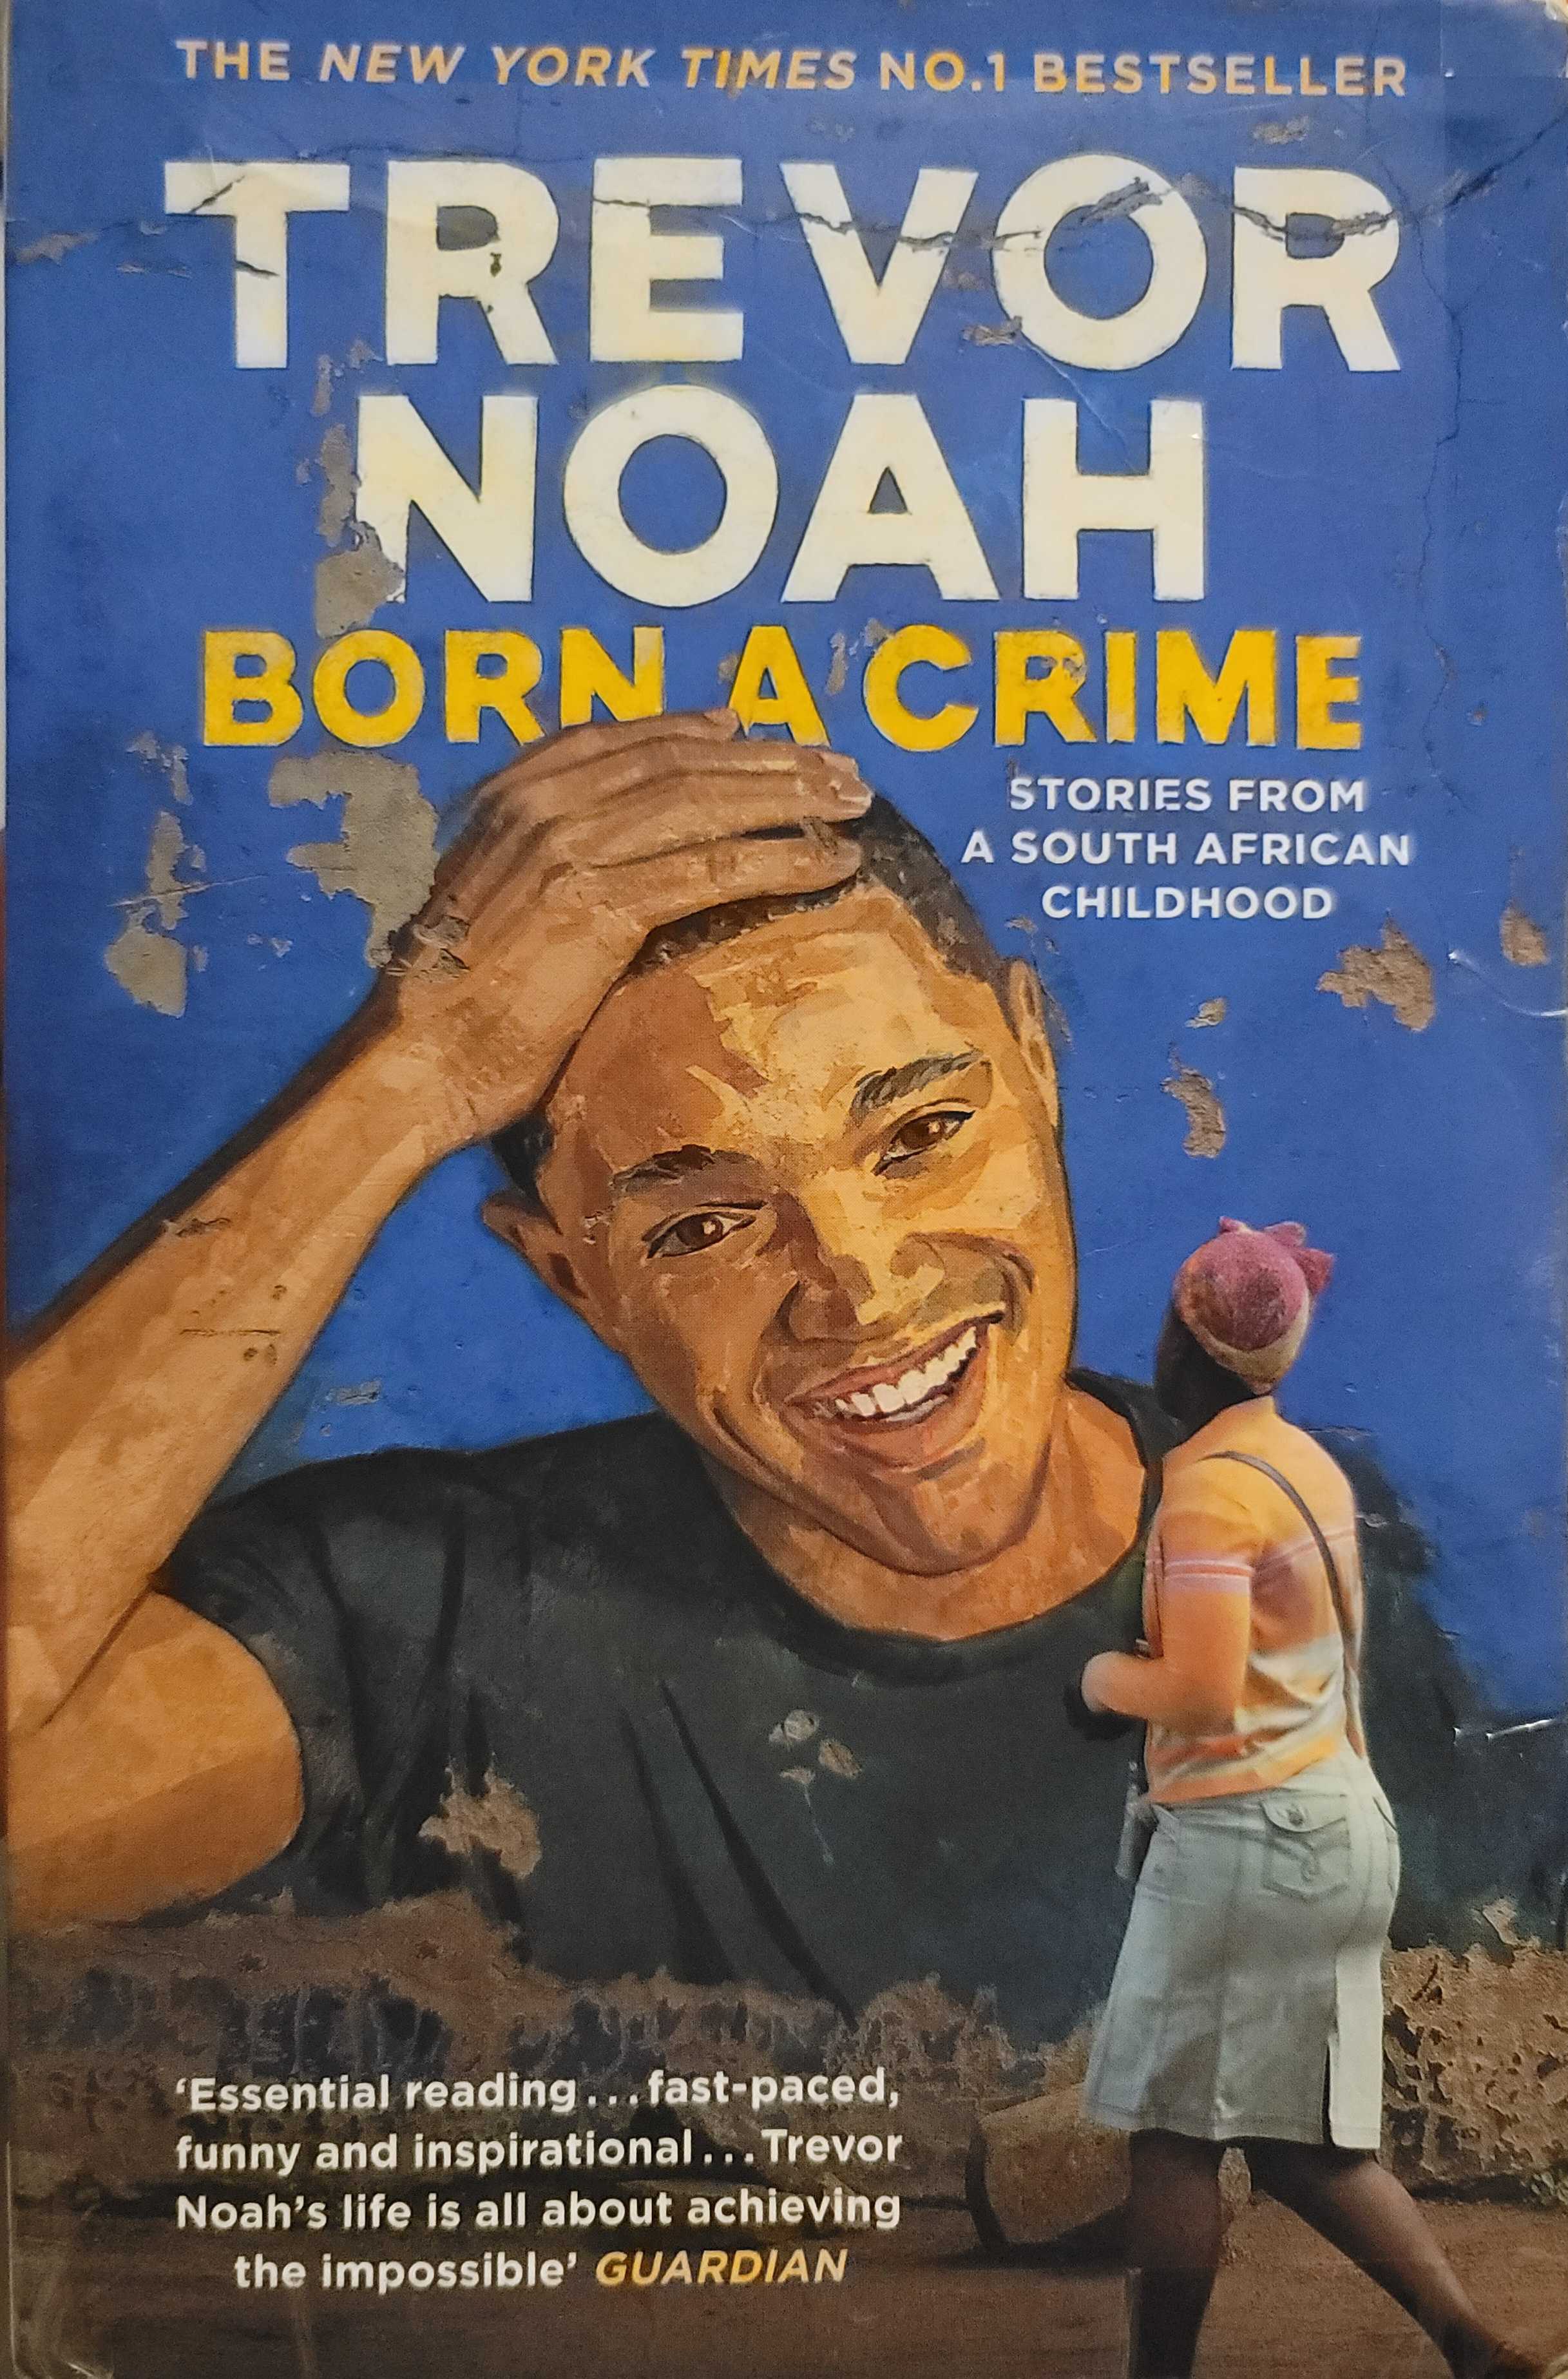 THE NEW YORK TIMES NO.1 BESTSELLER
TREVOR
NOAH
BORN A CRIME
STORIES FROM
A SOUTH AFRICAN
CHILDHOOD
‘Essential reading...fast-paced,
funny and inspirational...Trevor
Noah’s life is all about achieving
the impossible’ GUARDIAN